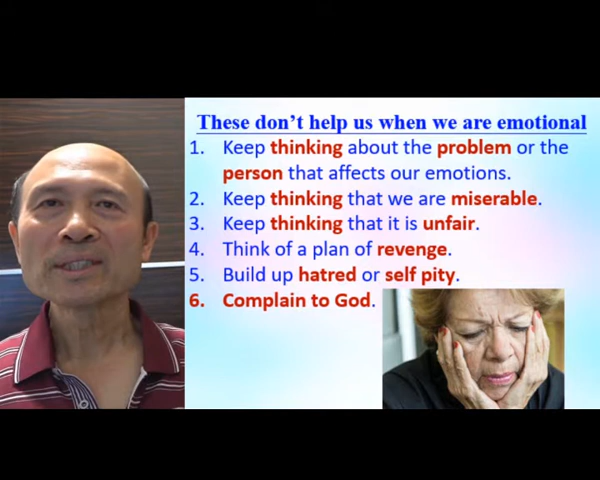 These don't help us when we are emotional
1. Keep thinking about the problem or the
person that affects our emotions.
2. Keep thinking that we are miserable.
3. Keep thinking that it is unfair.
4. Think of a plan of revenge.
5. Build up hatred or self pity.
6. Complain to God.